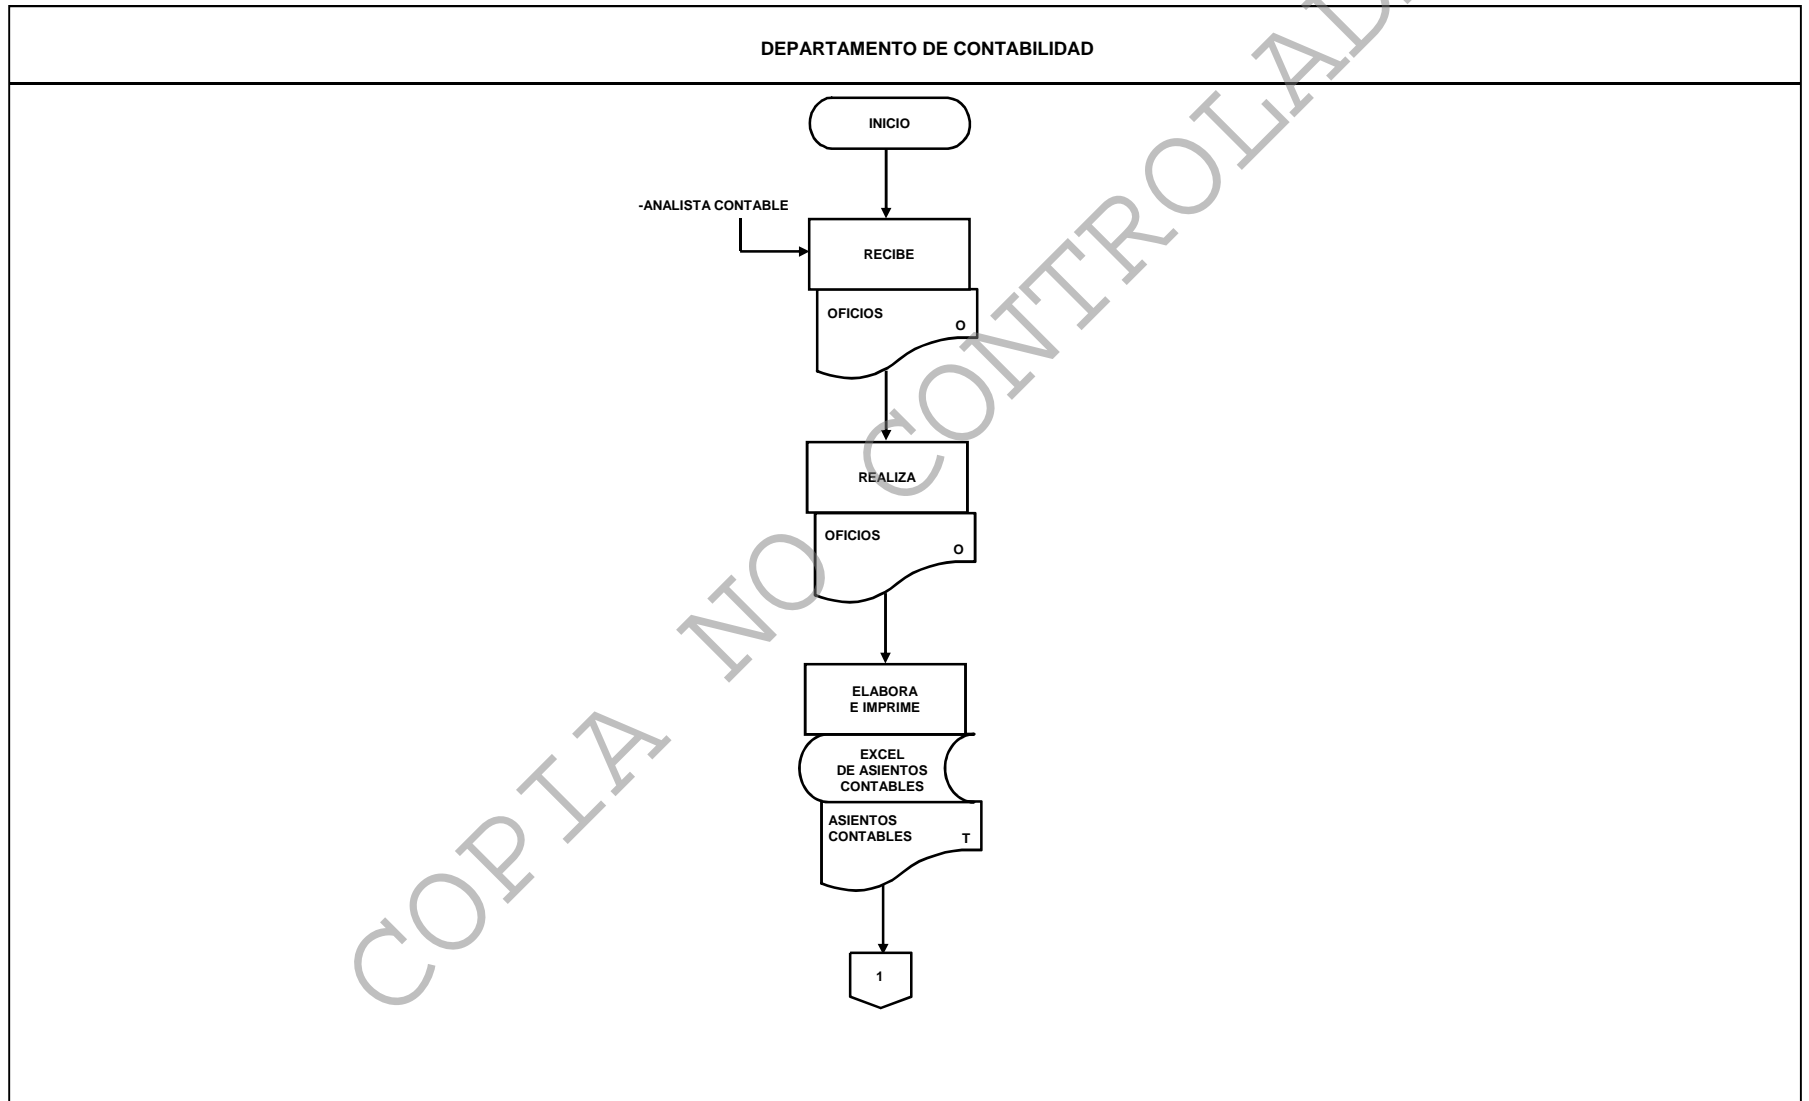 DEPARTAMENTO DE CONTABILIDAD
INICIO
-ANALISTA CONTABLE
RECIBE
OFICIOS
O
REALIZA
OFICIOS
O
ELABORA
E IMPRIME
EXCEL
DE ASIENTOS
CONTABLES
ASIENTOS
CONTABLES
T
1
COPIA NO CONTROLAD